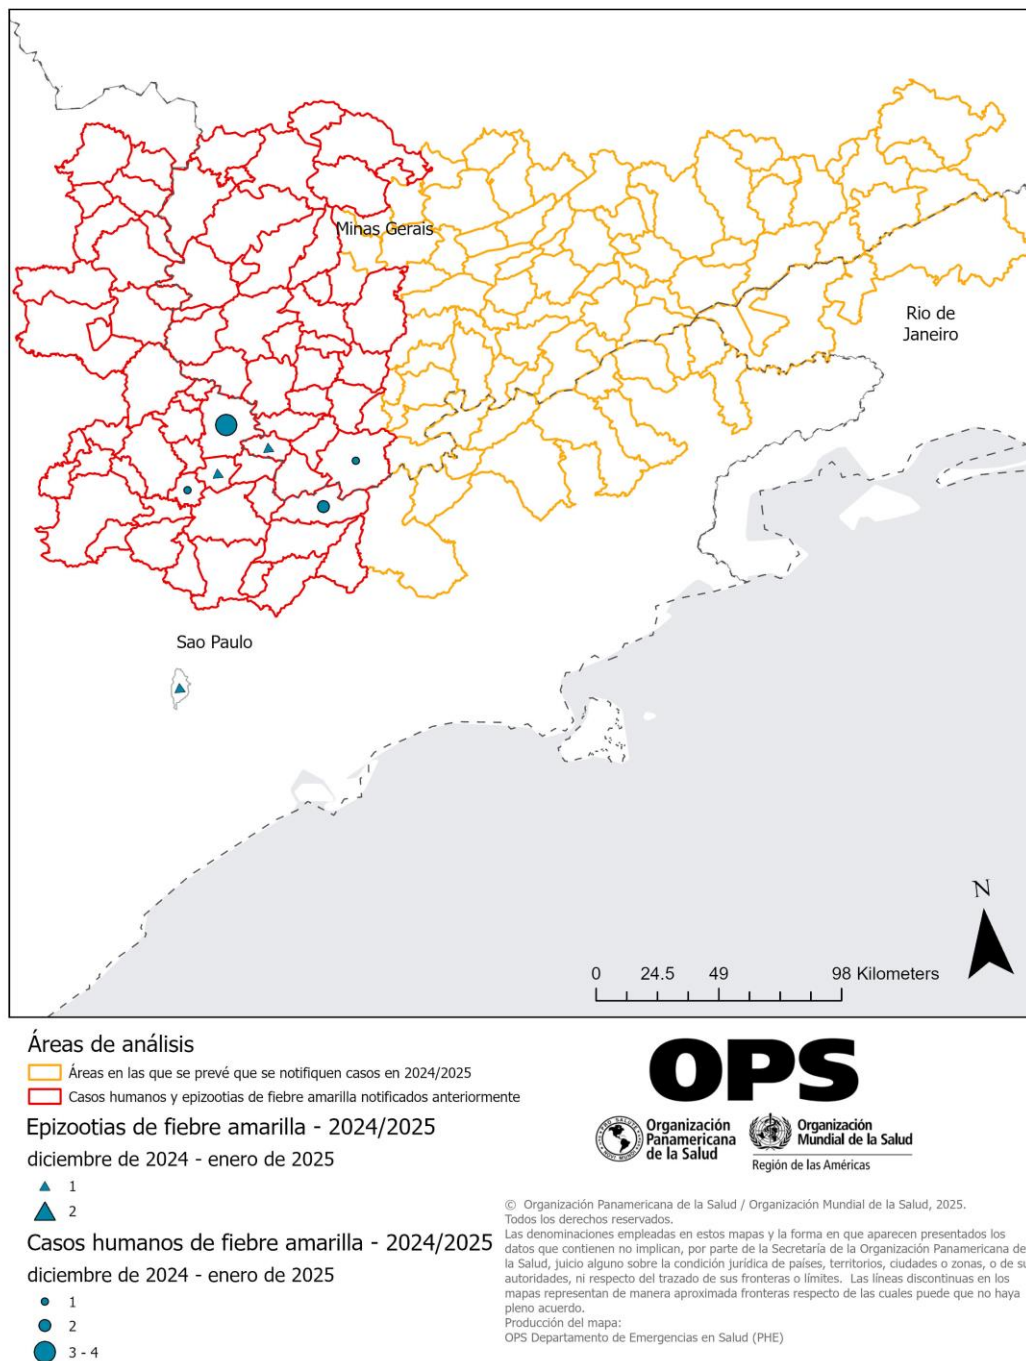 Minas Gerais
Rio de
Janeiro
Sao Paulo
N
0 24.5 49 98 Kilometers
Áreas de análisis
Áreas en las que se prevé que se notifiquen casos en 2024/2025
Casos humanos y epizootias de fiebre amarilla notificados anteriormente
Epizootias de fiebre amarilla - 2024/2025
diciembre de 2024 - enero de 2025
1
2
Casos humanos de fiebre amarilla - 2024/2025
diciembre de 2024 - enero de 2025
1
2
3 - 4
OPS
Organización
Panamericana
de la Salud
Organización
Mundial de la Salud
Región de las Américas
© Organización Panamericana de la Salud / Organización Mundial de la Salud, 2025.
Todos los derechos reservados.
Las denominaciones empleadas en estos mapas y la forma en que aparecen presentados los
datos que contienen no implican, por parte de la Secretaría de la Organización Panamericana de
la Salud, juicio alguno sobre la condición jurídica de países, territorios, ciudades o zonas, o de su
autoridades, ni respecto del trazado de sus fronteras o límites. Las líneas discontinuas en los
mapas representan de manera aproximada fronteras respecto de las cuales puede que no haya
pleno acuerdo.
Producción del mapa:
OPS Departamento de Emergencias en Salud (PHE)